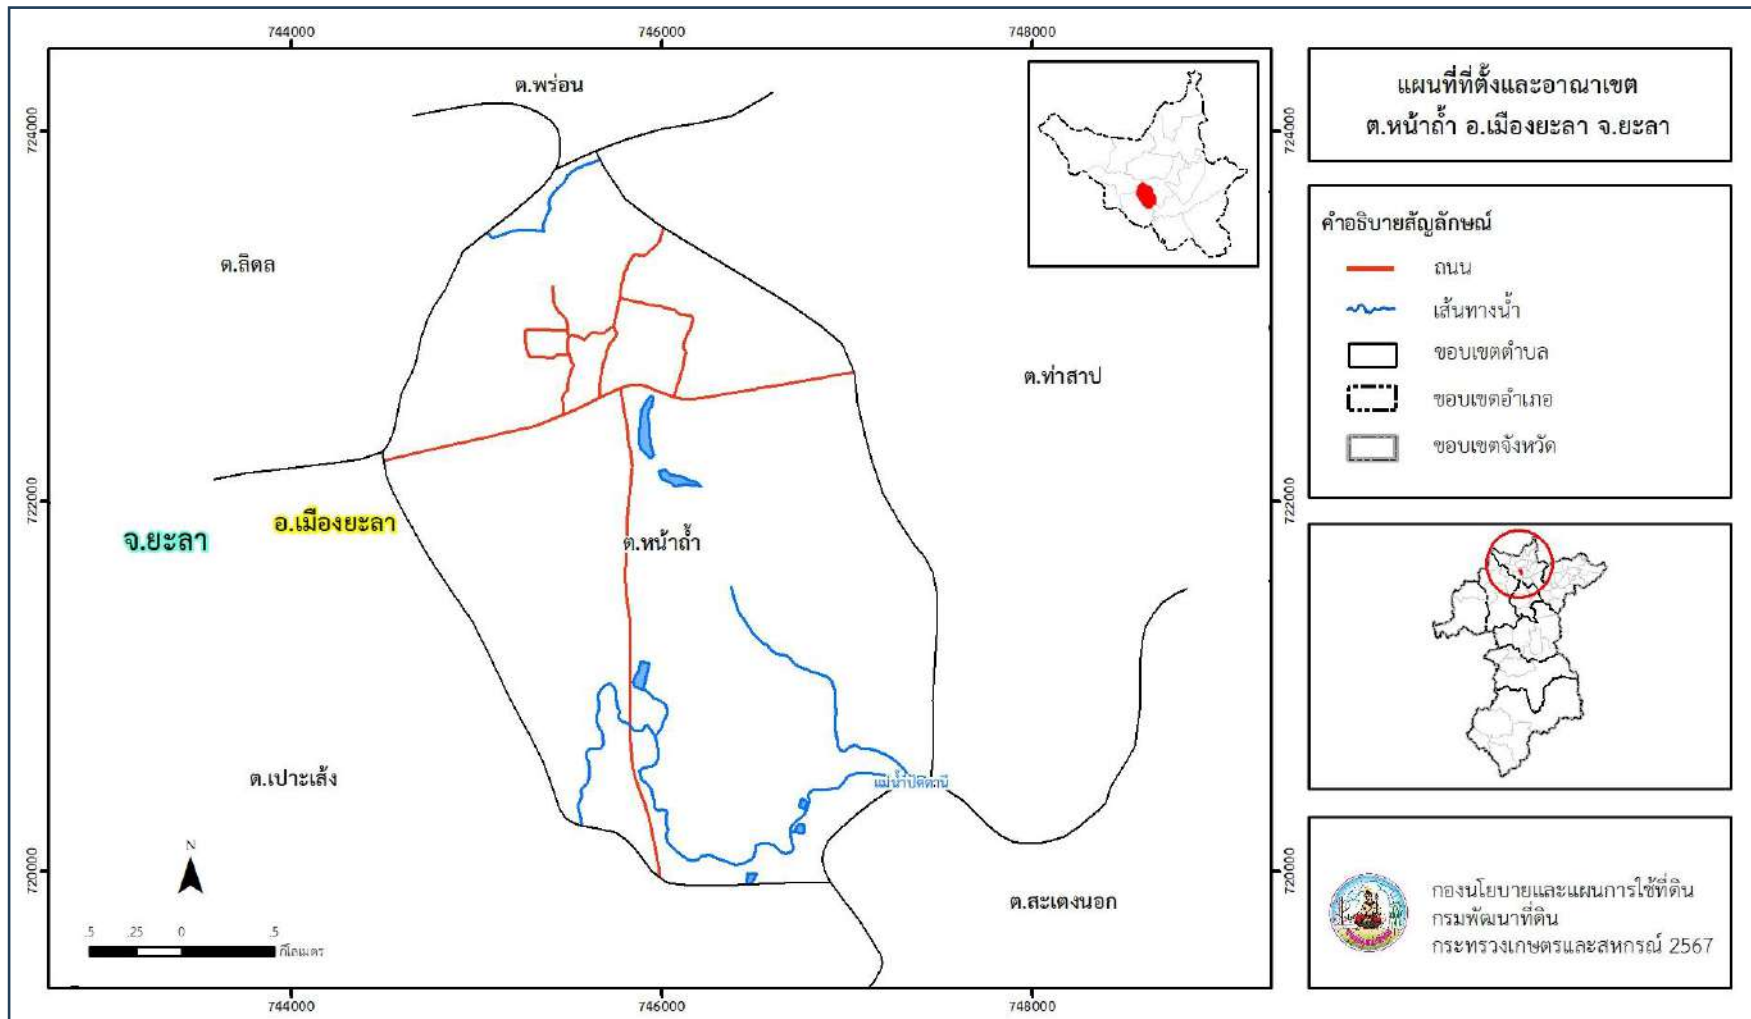 744000
746000
748000
724000
722000
720000
ต.พร่อน
ต.ลิดล
ต.ท่าสาป
จ.ยะลา
อ.เมืองยะลา
ต.หน้าถ้ำ
แม่น้ำปัตตานี
ต.เปาะเส้ง
ต.สะเตงนอก
N
.5 .25 0 .5
กิโลเมตร
724000
722000
720000
744000
746000
748000
แผนที่ที่ตั้งและอาณาเขต
ต.หน้าถ้ำ อ.เมืองยะลา จ.ยะลา
คำอธิบายสัญลักษณ์
ถนน
เส้นทางน้ำ
ขอบเขตตำบล
ขอบเขตอำเภอ
ขอบเขตจังหวัด
กองนโยบายและแผนการใช้ที่ดิน
กรมพัฒนาที่ดิน
กระทรวงเกษตรและสหกรณ์ 2567